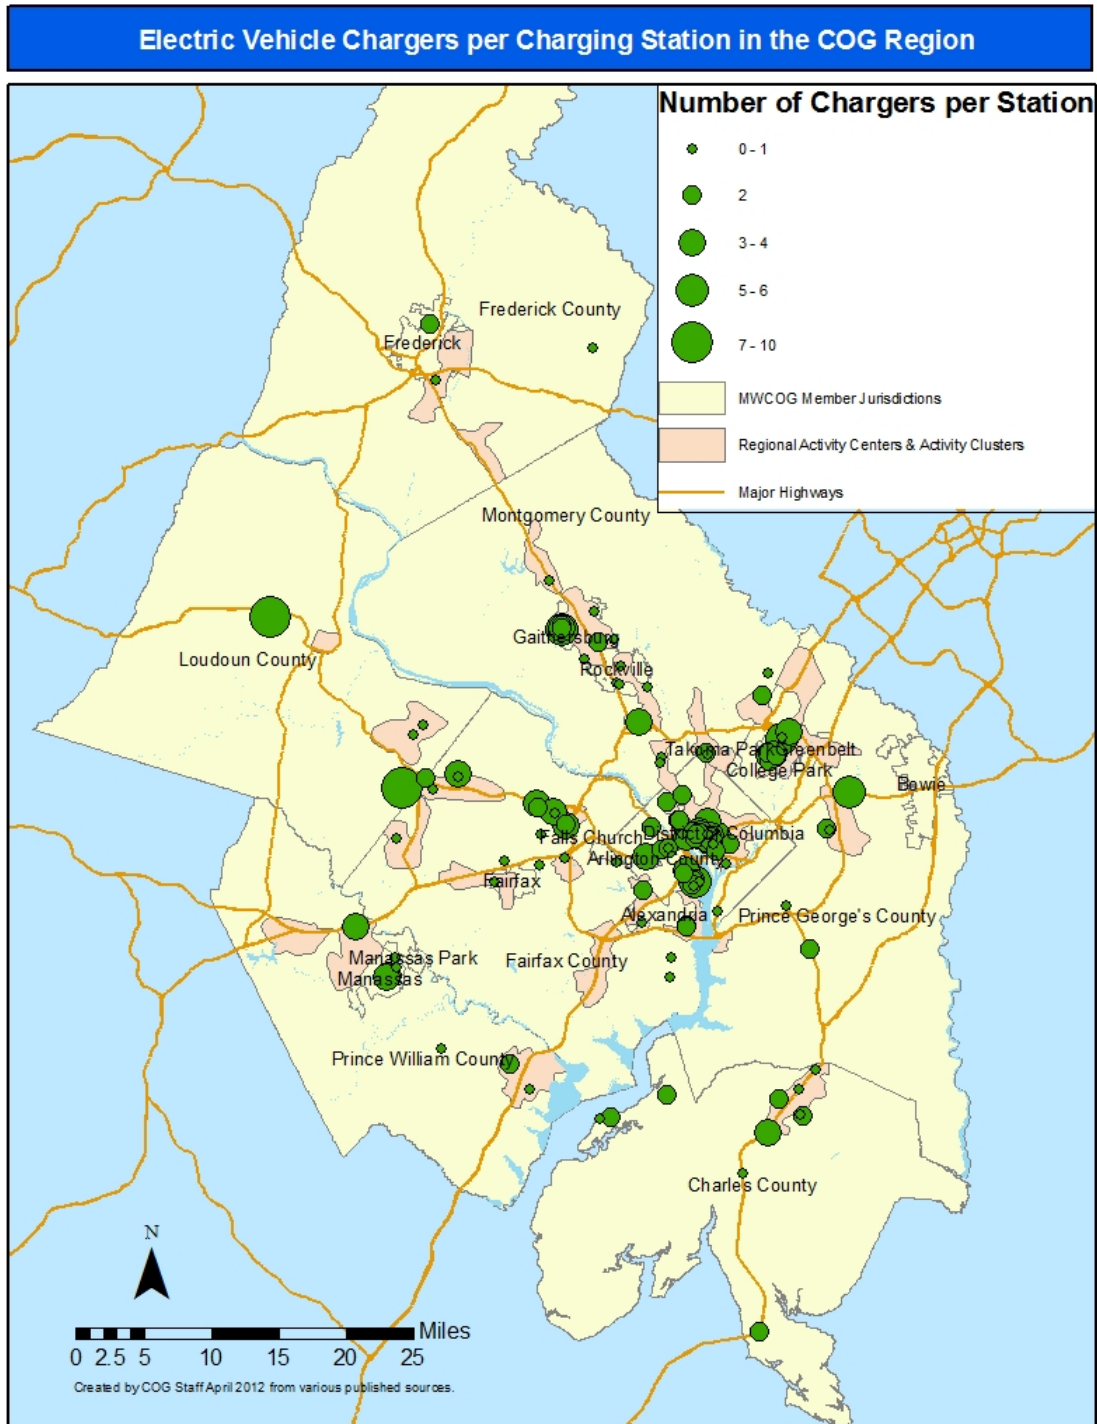 Electric Vehicle Chargers per Charging Station in the COG Region
Number of Chargers per Station
0 - 1
2
3 - 4
5 - 6
7 - 10
MWCOG Member Jurisdictions
Regional Activity Centers & Activity Clusters
Major Highways
Frederick County
Frederick
Montgomery County
Gaithersburg
Loudoun County
Rockville
Takoma Park
Greenbelt
College Park
Bowie
Falls Church
District of Columbia
Arlington County
Fairfax
Alexandria
Prince George's County
Manassas Park
Fairfax County
Manassas
Prince William County
Charles County
N
Miles
0 2.5 5 10 15 20 25
Created by COG Staff April 2012 from various published sources.